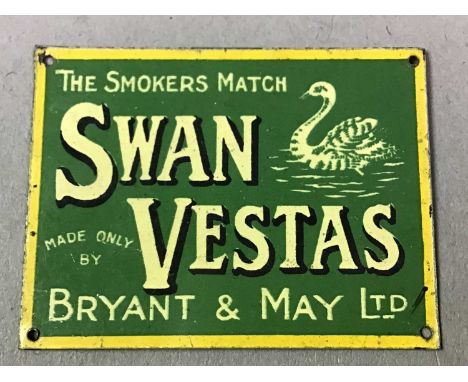 THE SMOKERS MATCH
SWAN
VESTAS
MADE ONLY
BY
BRYANT & MAY LTD